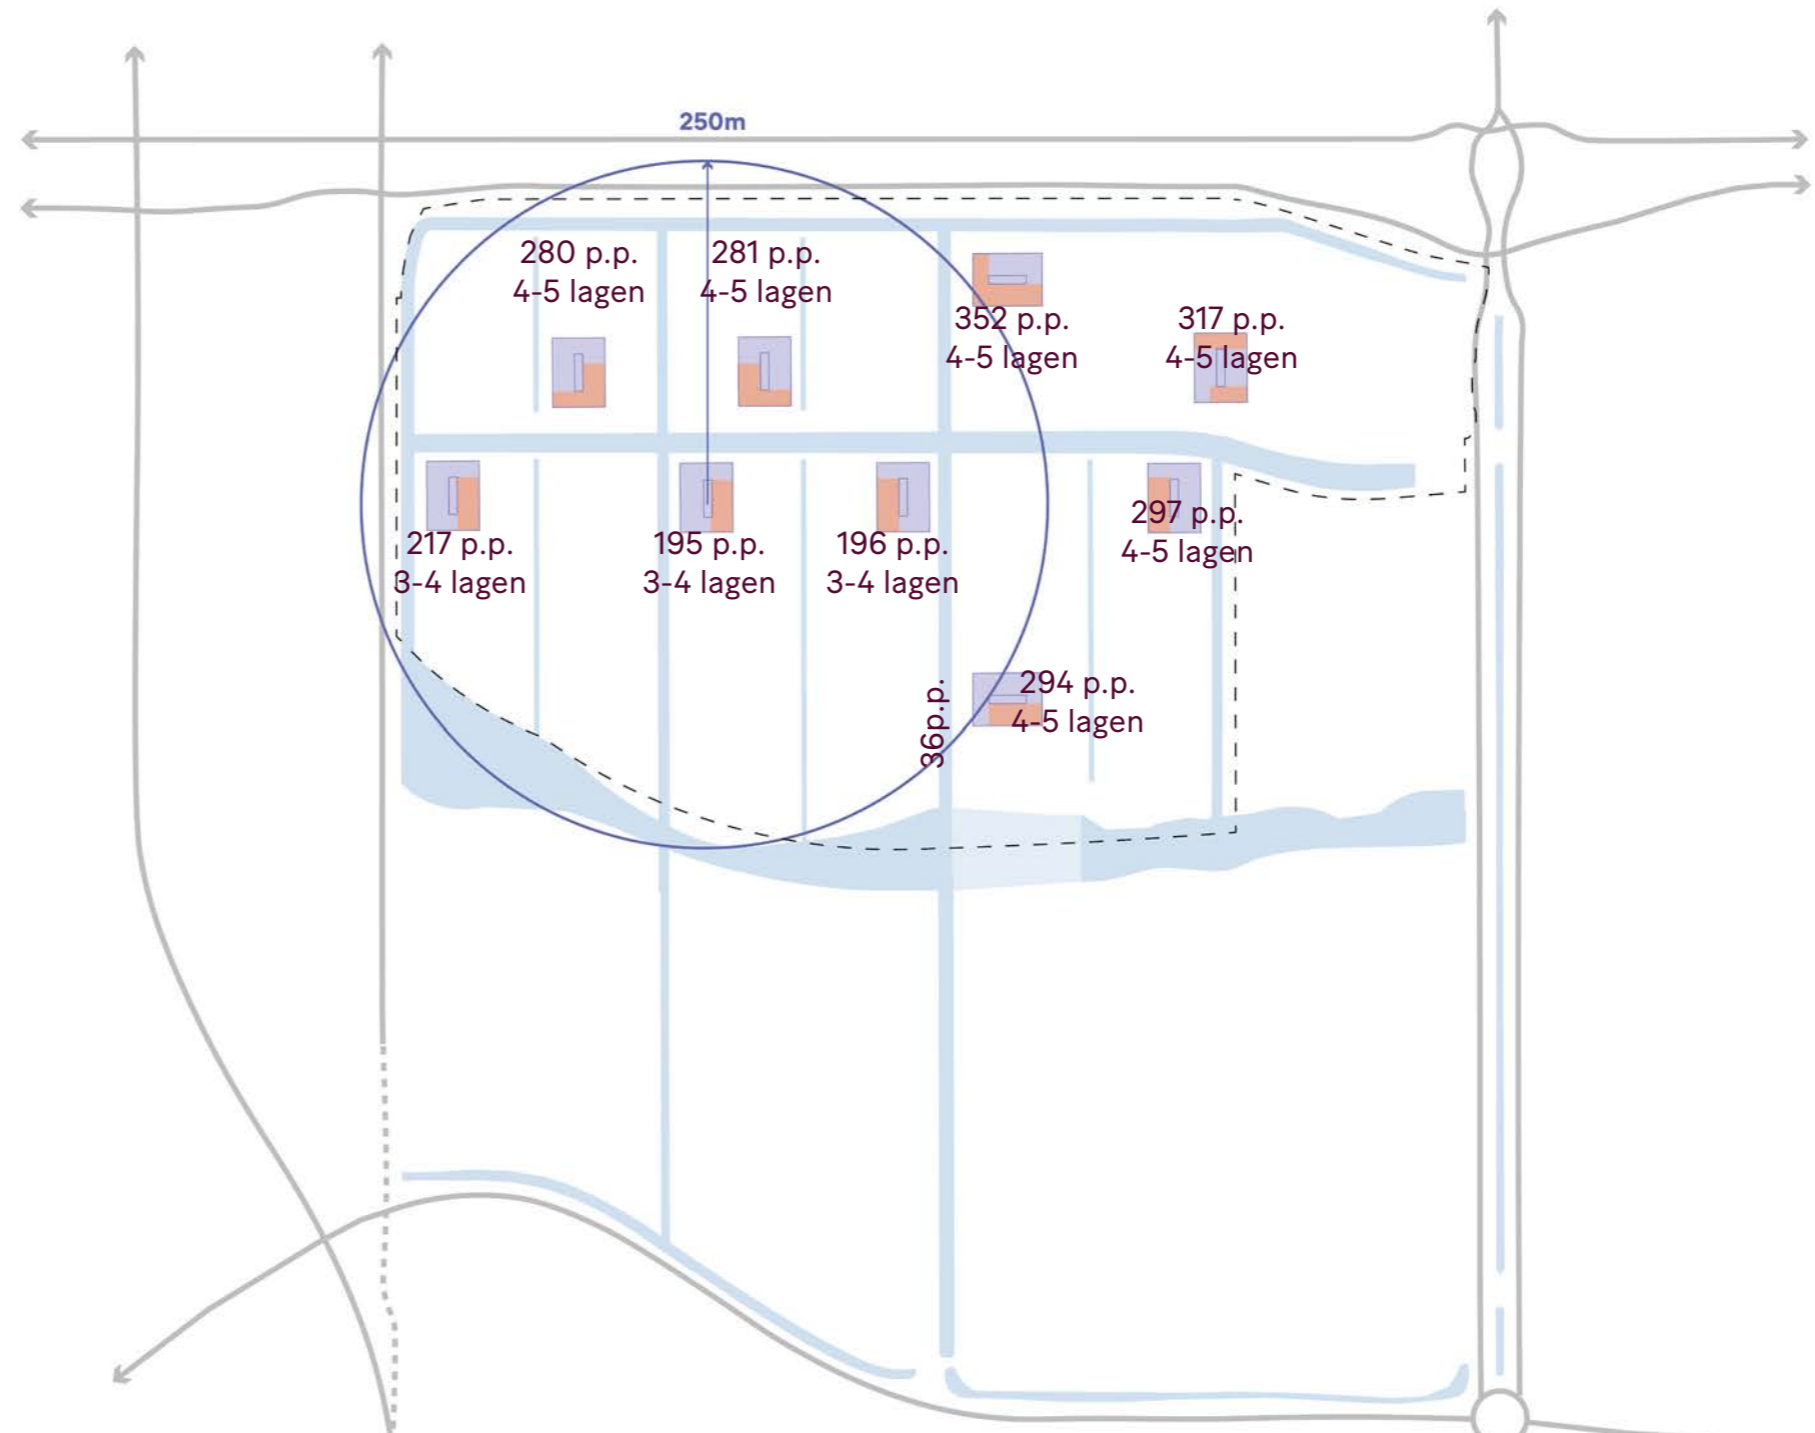 250m
280 p.p.
4-5 lagen
281 p.p.
4-5 lagen
352 p.p.
4-5 lagen
317 p.p.
4-5 lagen
217 p.p.
3-4 lagen
195 p.p.
3-4 lagen
196 p.p.
3-4 lagen
297 p.p.
4-5 lagen
294 p.p.
4-5 lagen
36p.p.